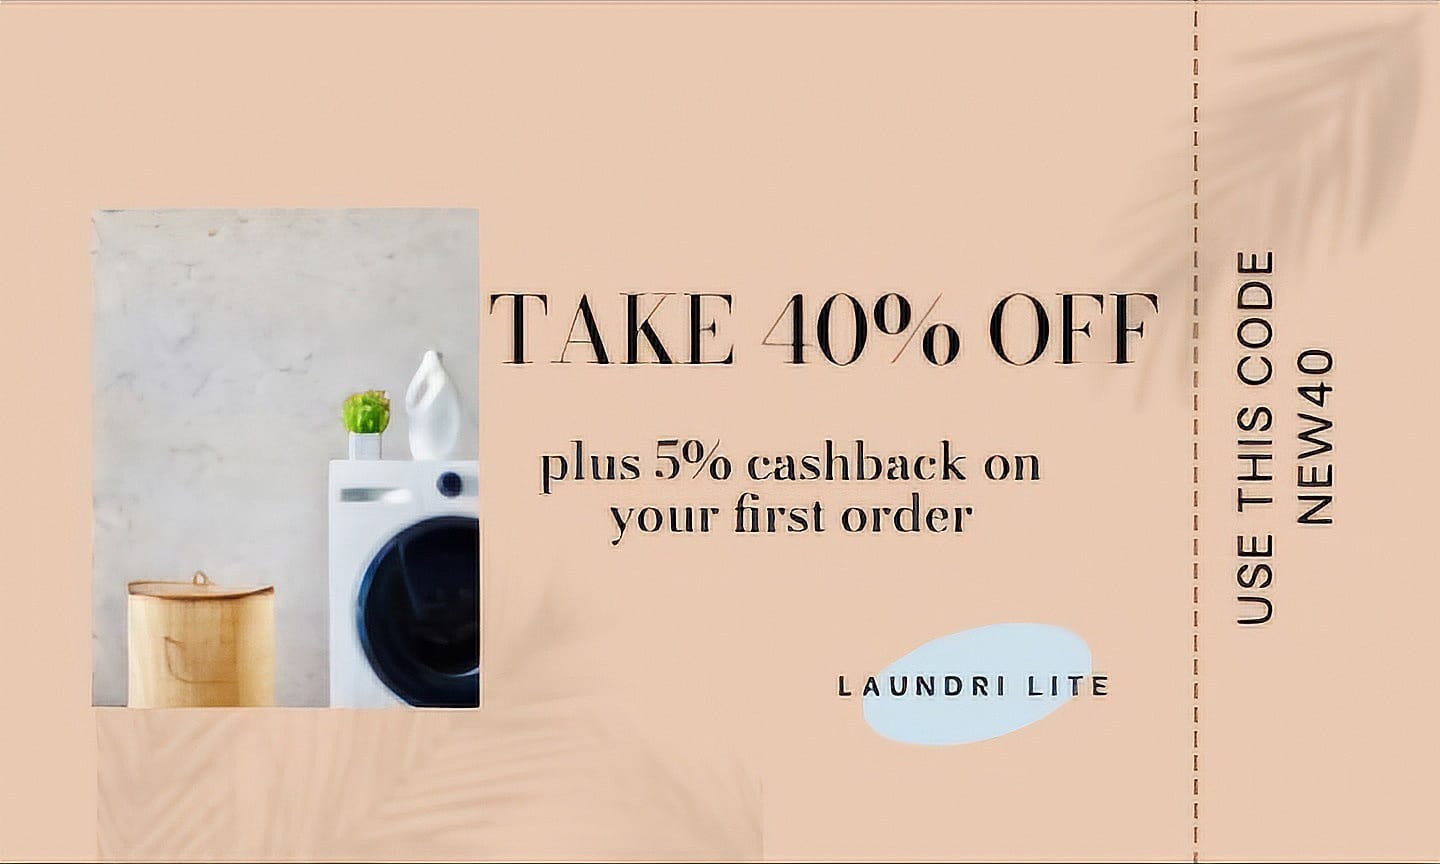 TAKE 40% OFF
plus 5% cashback on
your first order
LAUNDRI LITE
USE THIS CODE
NEW40